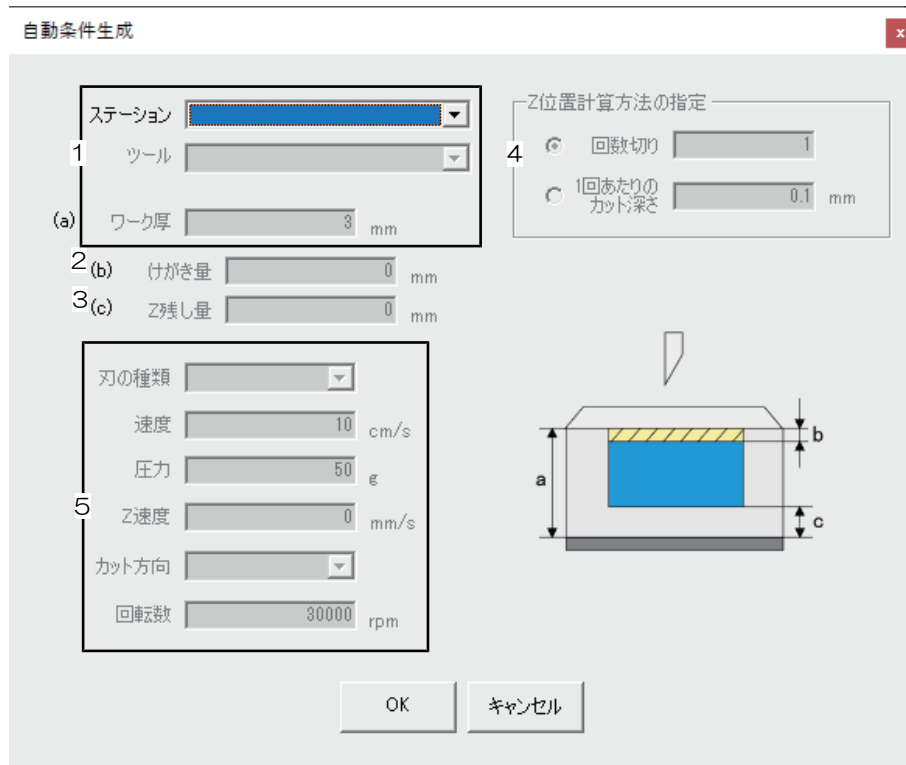 自動条件生成
x
ステーション
1 ツール
(a) ワーク厚 3 mm
2 (b) けがき量 0 mm
3 (c) Z残し量 0 mm
Z位置計算方法の指定
4 回数切り 1
1回あたりの
カット深さ 0.1 mm
刃の種類
速度 10 cm/s
圧力 50 g
5 Z速度 0 mm/s
カット方向
回転数 30000 rpm
a
b
c
OK キャンセル